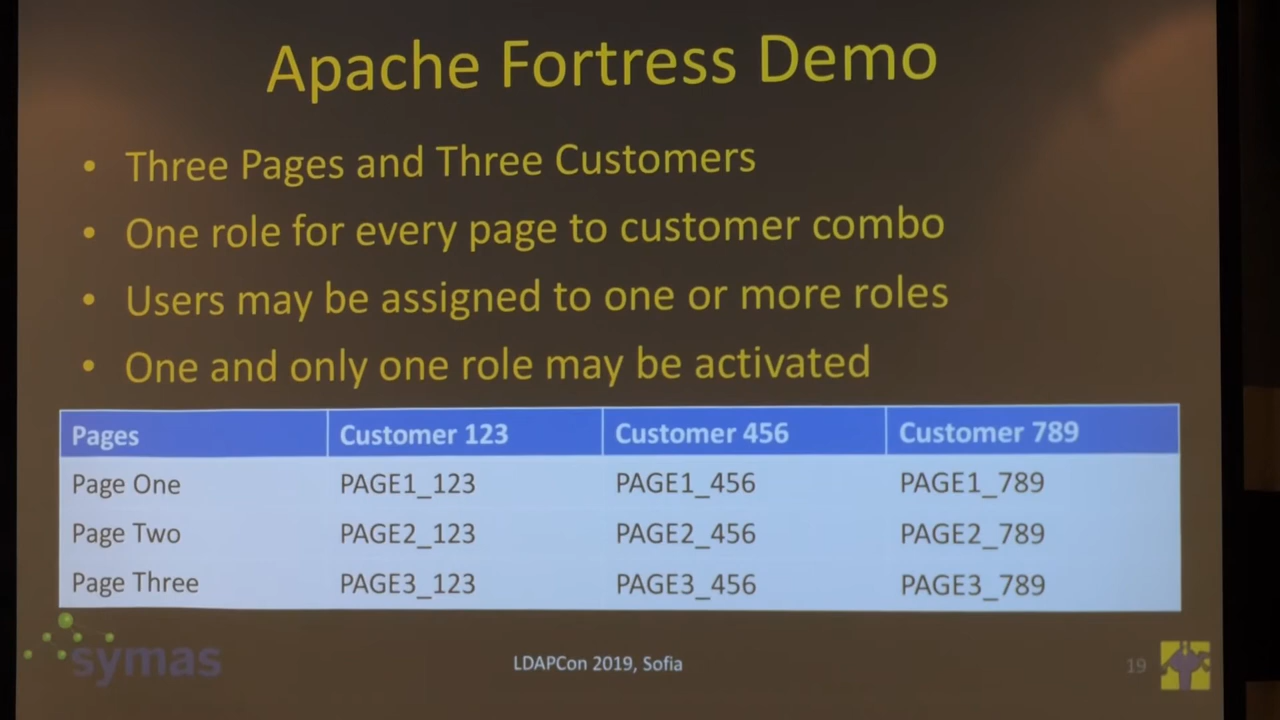 Apache Fortress Demo
• Three Pages and Three Customers
• One role for every page to customer combo
• Users may be assigned to one or more roles
• One and only one role may be activated
Pages Customer 123 Customer 456 Customer 789
Page One PAGE1_123 PAGE1_456 PAGE1_789
Page Two PAGE2_123 PAGE2_456 PAGE2_789
Page Three PAGE3_123 PAGE3_456 PAGE3_789
symas LDAPCon 2019, Sofia 19